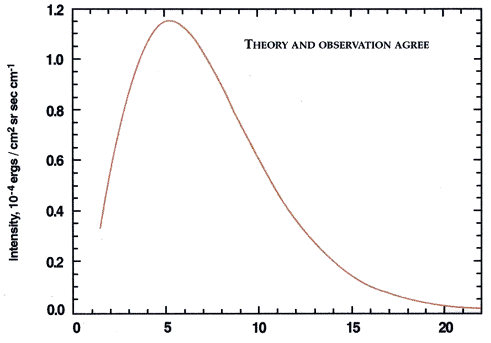 1.2
THEORY AND OBSERVATION AGREE
1.0
0.8
0.6
0.4
0.2
0.0
Intensity, 10-4 ergs / cm2 sr sec cm-1
0 5 10 15 20